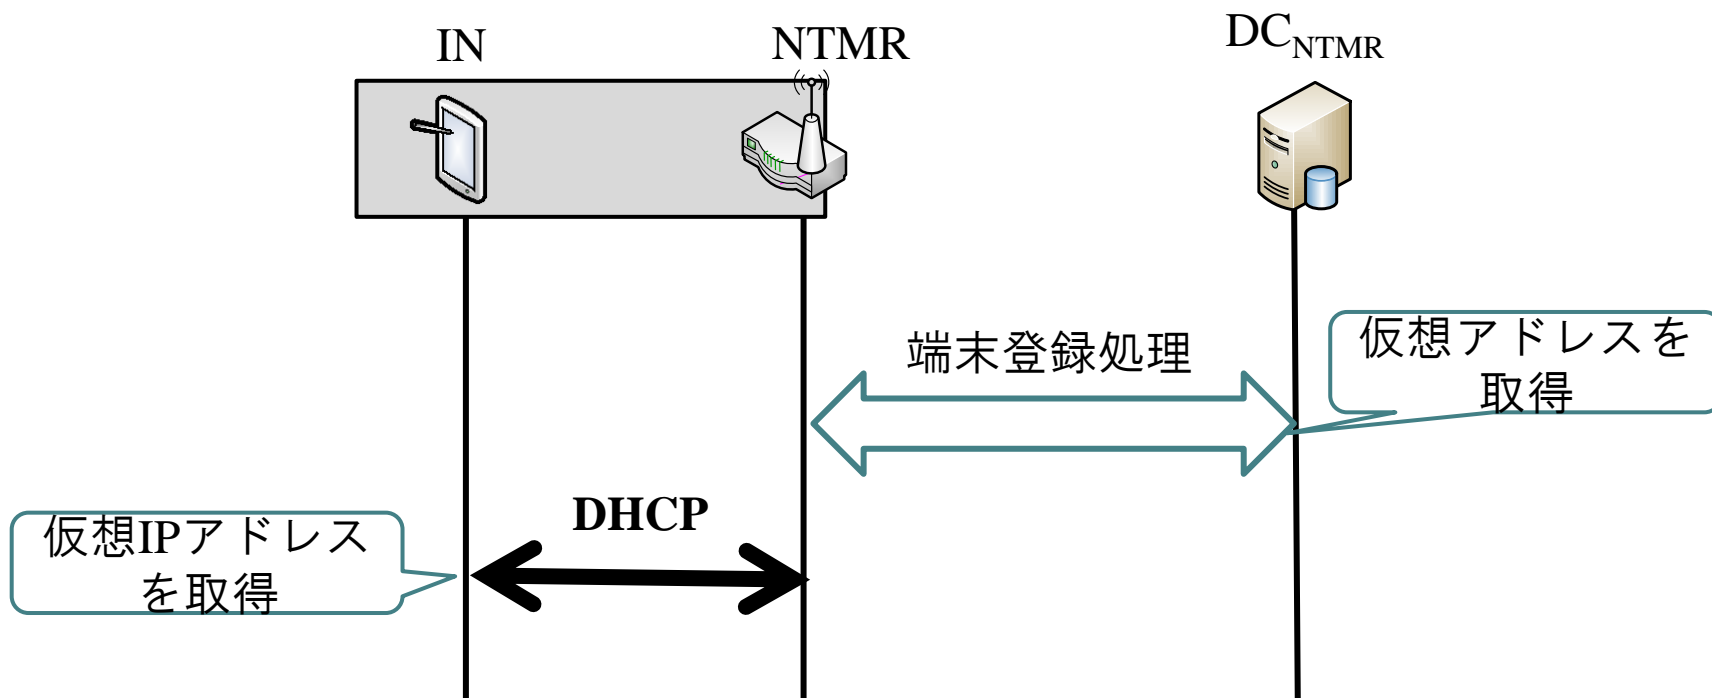 IN
NTMR
DCNTMR
端末登録処理
仮想アドレスを
取得
DHCP
仮想IPアドレス
を取得